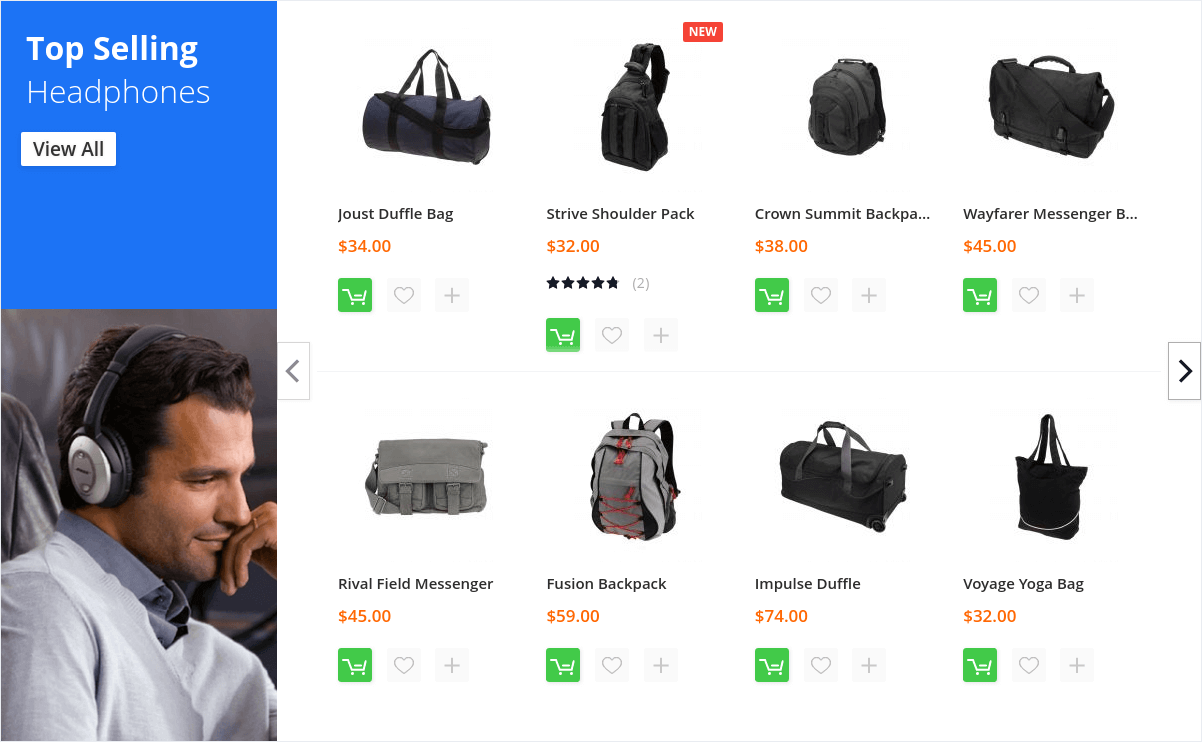 Top Selling
Headphones
View All
NEW
Joust Duffle Bag
$34.00
Strive Shoulder Pack
$32.00
(2)
Crown Summit Backpa...
$38.00
Wayfarer Messenger B...
$45.00
Rival Field Messenger
$45.00
Fusion Backpack
$59.00
Impulse Duffle
$74.00
Voyage Yoga Bag
$32.00